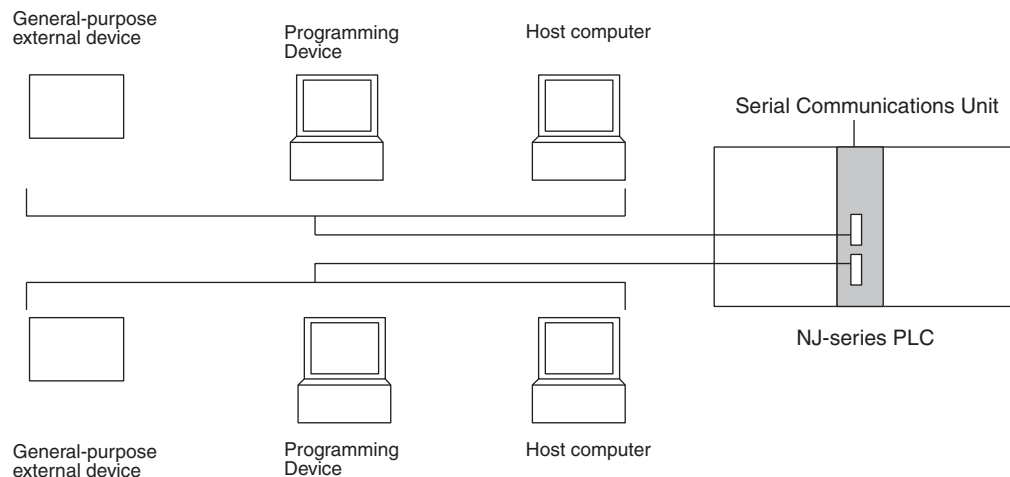 General-purpose
external device
Programming
Device
Host computer
Serial Communications Unit
NJ-series PLC
General-purpose
external device
Programming
Device
Host computer